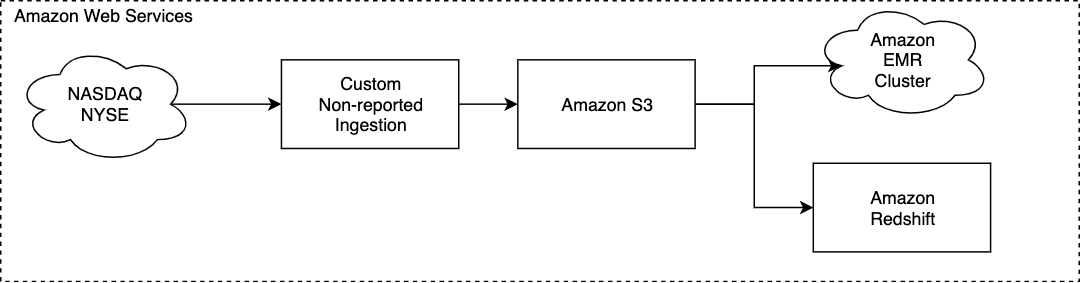 Amazon Web Services
NASDAQ
NYSE
Custom
Non-reported
Ingestion
Amazon S3
Amazon
EMR
Cluster
Amazon
Redshift